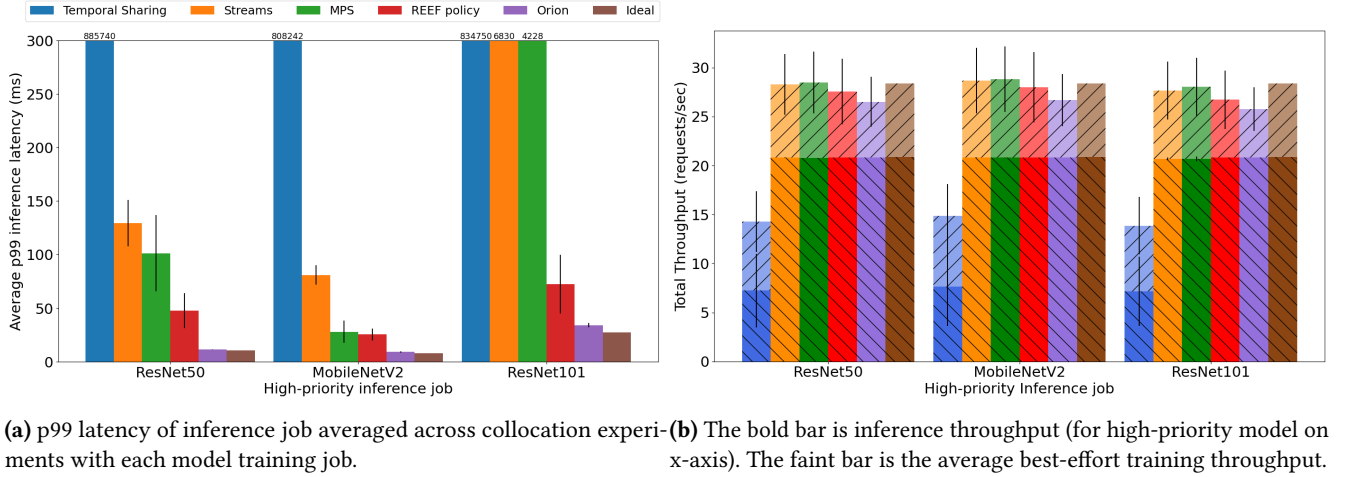 Temporal Sharing Streams MPS REEF policy Orion Ideal
885740 808242 834750 6830 4228
Average p99 inference latency (ms)
300
250
200
150
100
50
0
ResNet50 MobileNetV2 ResNet101
High-priority inference job
Total Throughput (requests/sec)
30
25
20
15
10
5
0
ResNet50 MobileNetV2 ResNet101
High-priority Inference job
(a) p99 latency of inference job averaged across collocation experi-
ments with each model training job.
(b) The bold bar is inference throughput (for high-priority model on
x-axis). The faint bar is the average best-effort training throughput.